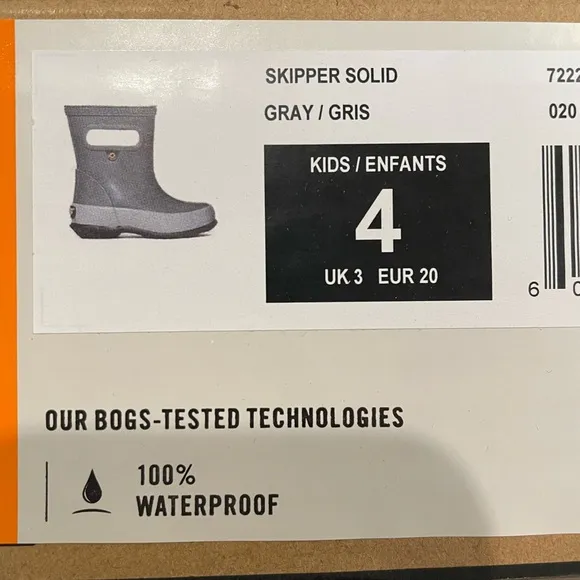 SKIPPER SOLID 7222
GRAY / GRIS 020
KIDS / ENFANTS
4
UK 3 EUR 20
6
OUR BOGS-TESTED TECHNOLOGIES
100%
WATERPROOF